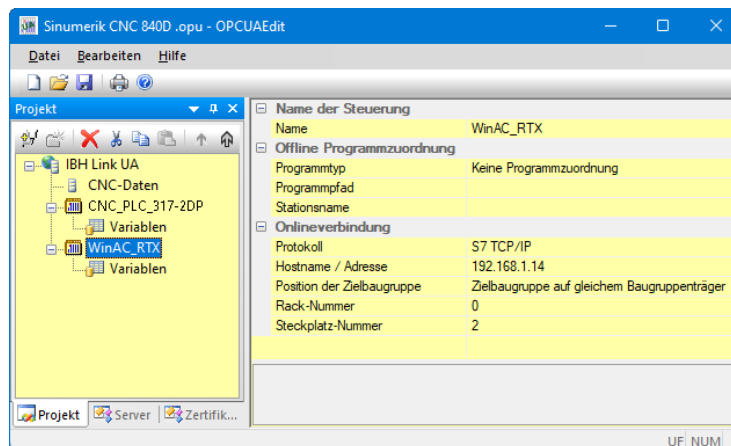 Sinumerik CNC 840D .opu - OPCUAEdit
Datei Bearbeiten Hilfe
Projekt
IBH Link UA
CNC-Daten
CNC_PLC_317-2DP
Variablen
WinAC_RTX
Variablen
Projekt Server Zertifik...
Name der Steuerung
Name WinAC_RTX
Offline Programmzuordnung
Programmtyp Keine Programmzuordnung
Programmpfad
Stationsname
Onlineverbindung
Protokoll S7 TCP/IP
Hostname / Adresse 192.168.1.14
Position der Zielbaugruppe Zielbaugruppe auf gleichem Baugruppenträger
Rack-Nummer 0
Steckplatz-Nummer 2
UF NUM